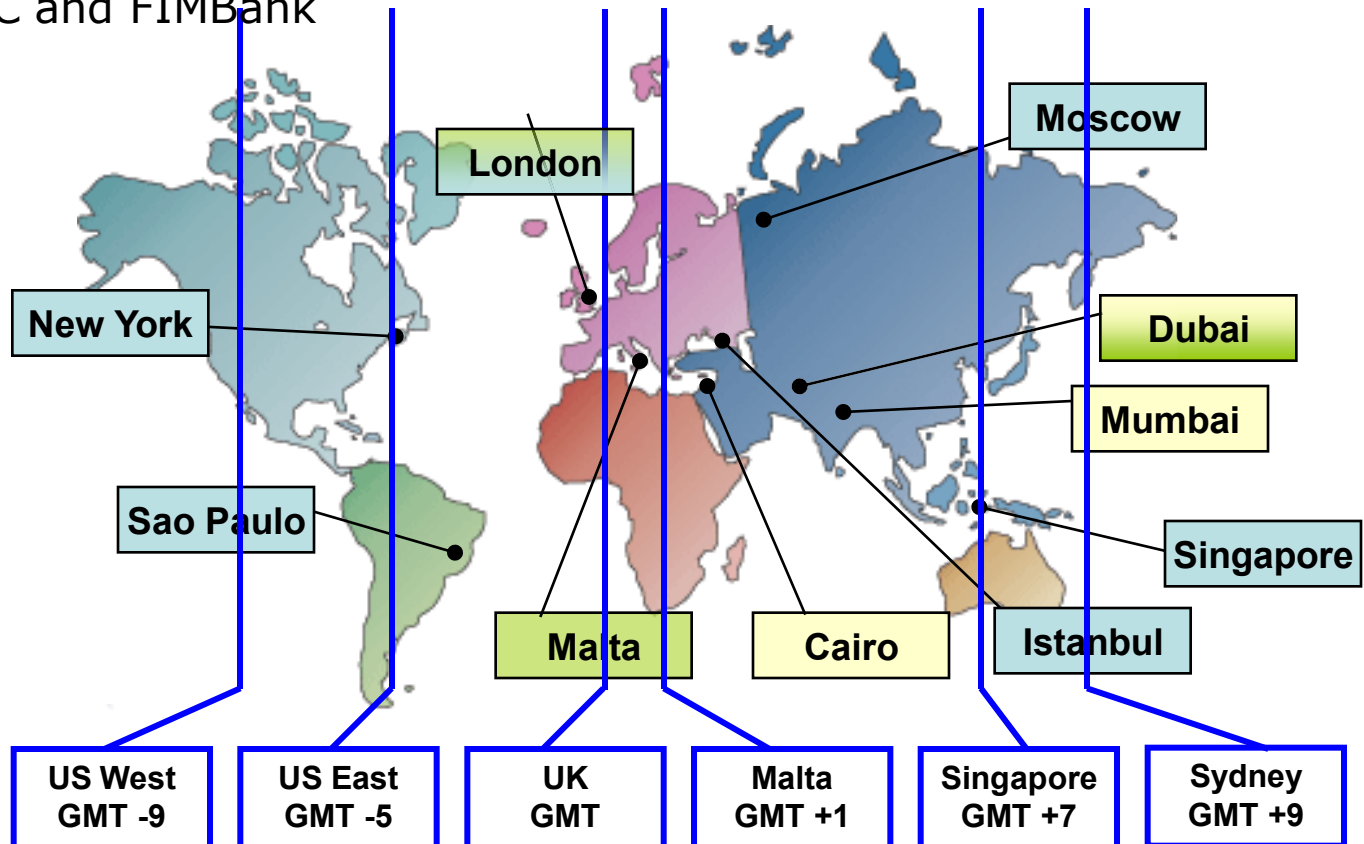 C and FIMBank
Moscow
London
New York
Dubai
Mumbai
Sao Paulo
Singapore
Malta
Cairo
Istanbul
US West
GMT -9
US East
GMT -5
UK
GMT
Malta
GMT +1
Singapore
GMT +7
Sydney
GMT +9